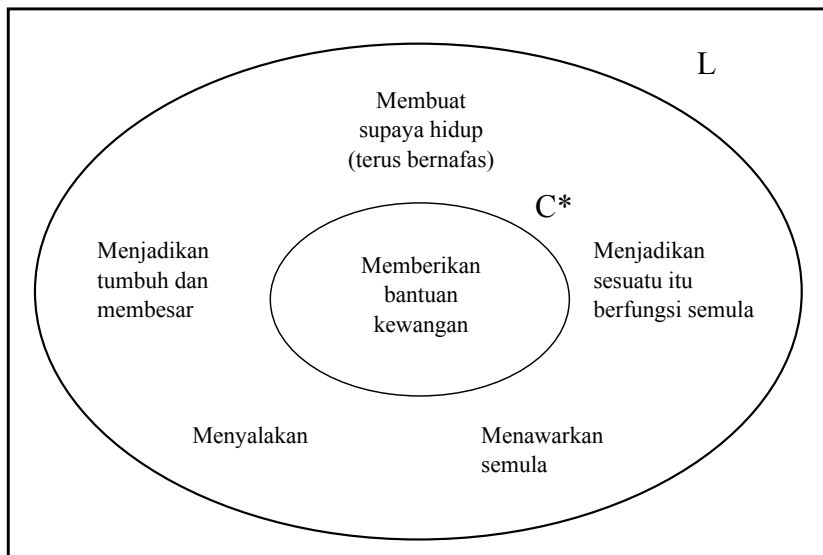 L
Membuat
supaya hidup
(terus bernafas)
C*
Menjadikan
tumbuh dan
membesar
Memberikan
bantuan
kewangan
Menjadikan
sesuatu itu
berfungsi semula
Menyalakan
Menawarkan
semula